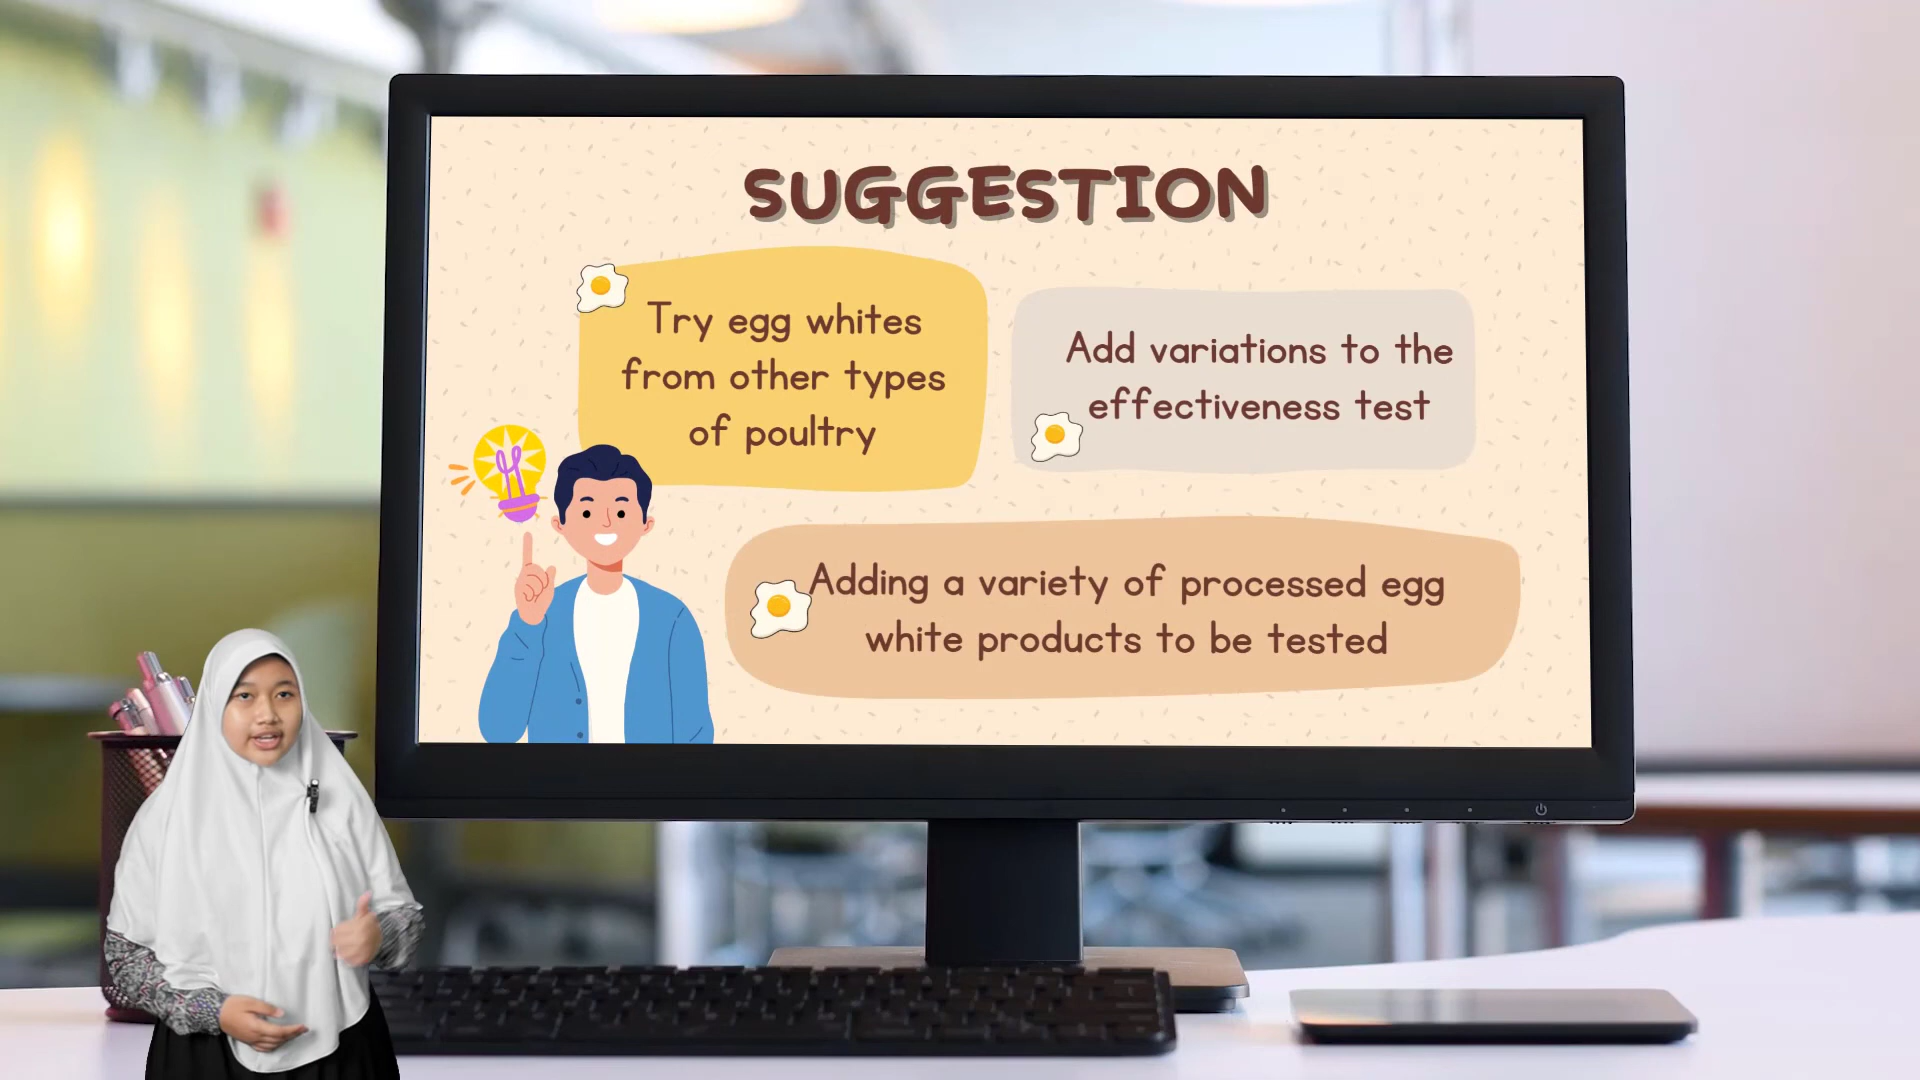 SUGGESTION
Try egg whites
from other types
of poultry
Add variations to the
effectiveness test
Adding a variety of processed egg
white products to be tested